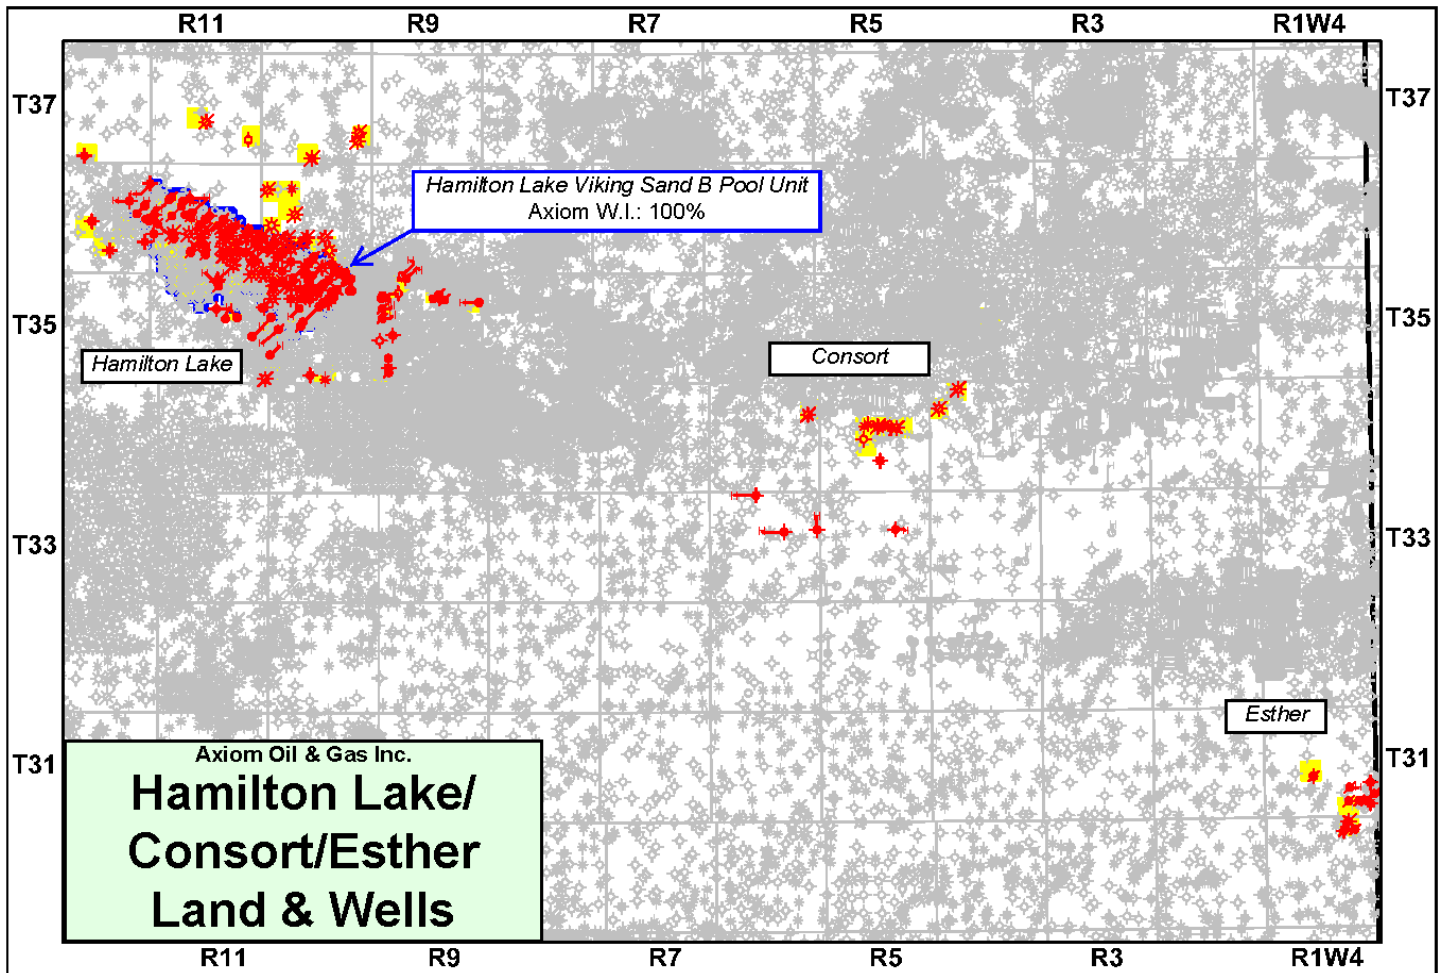 R11 R9 R7 R5 R3 R1W4
T37 T37
Hamilton Lake Viking Sand B Pool Unit
Axiom W.I.: 100%
T35 T35
Hamilton Lake
Consort
T33 T33
Esther
T31 T31
Axiom Oil & Gas Inc.
Hamilton Lake/
Consort/Esther
Land & Wells
R11 R9 R7 R5 R3 R1W4